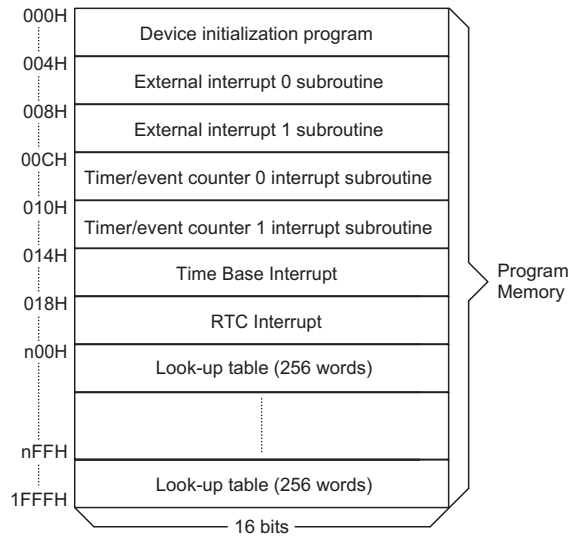 000H
Device initialization program
004H
External interrupt 0 subroutine
008H
External interrupt 1 subroutine
00CH
Timer/event counter 0 interrupt subroutine
010H
Timer/event counter 1 interrupt subroutine
014H
Time Base Interrupt
Program
Memory
018H
RTC Interrupt
n00H
Look-up table (256 words)
nFFH
Look-up table (256 words)
1FFFH
16 bits